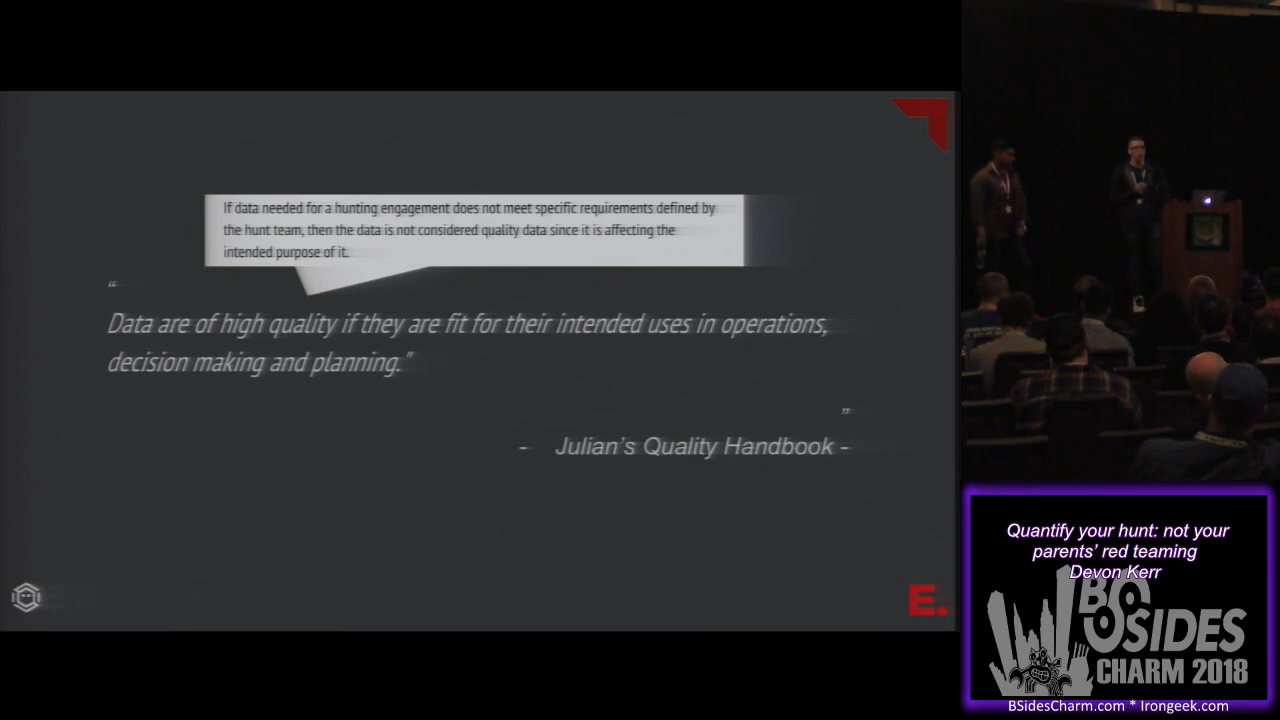 If data needed for a hunting engagement does not meet specific requirements defined by
the hunt team, then the data is not considered quality data since it is affecting the
intended purpose of it.
“
Data are of high quality if they are fit for their intended uses in operations,
decision making and planning."
”
- Julian's Quality Handbook -
E.
Quantify your hunt: not your
parents' red teaming
Devon Kerr
BSIDES
CHARM 2018
BSidesCharm.com * Irongeek.com